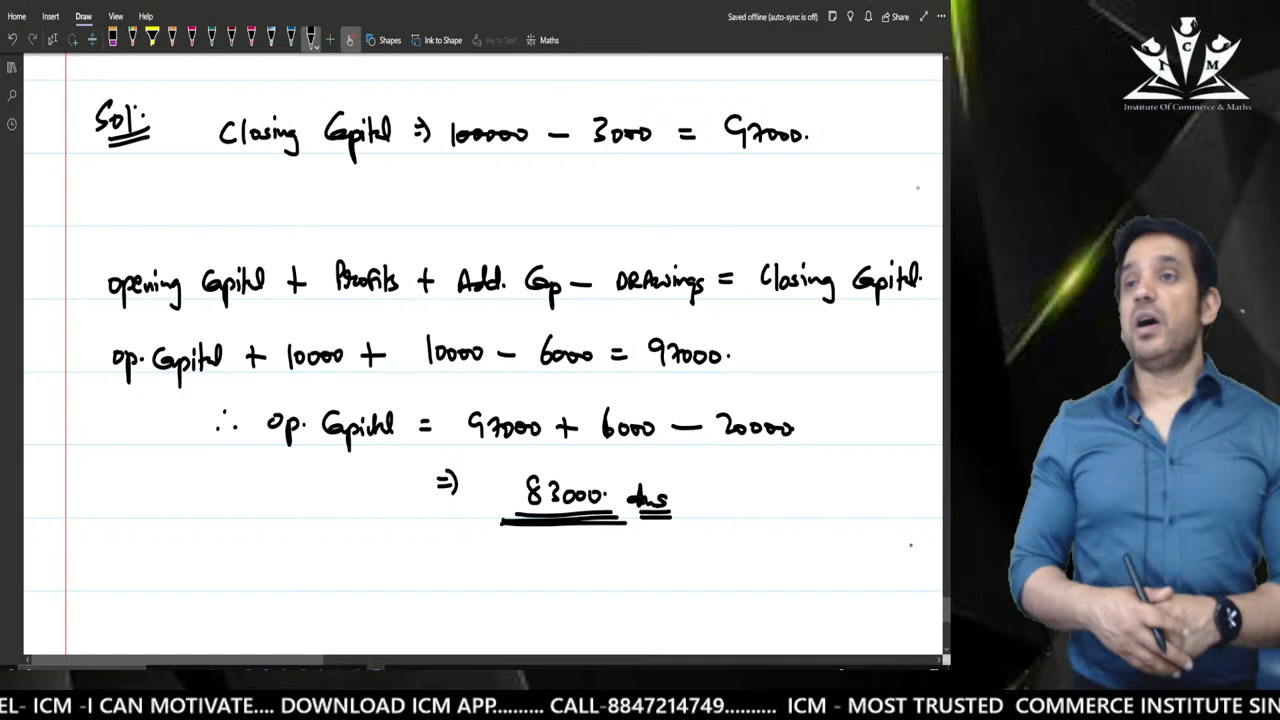 Home Insert Draw View Help Saved offline (auto-sync is off) Share
Shapes Ink to Shape Ink to Text Maths
I C M
Institute Of Commerce & Maths
Sol:
Closing Capital ⇒ 100000 - 3000 = 97000.
opening Capital + Profits + Add. Cap - DRAwings = Closing Capital.
op. Capital + 10000 + 10000 - 6000 = 97000.
∴ op. Capital = 97000 + 6000 - 20000
⇒ 83000. Ans
EL- ICM -I CAN MOTIVATE.... DOWNLOAD ICM APP.......... CALL-8847214749.......... ICM - MOST TRUSTED COMMERCE INSTITUTE SIN